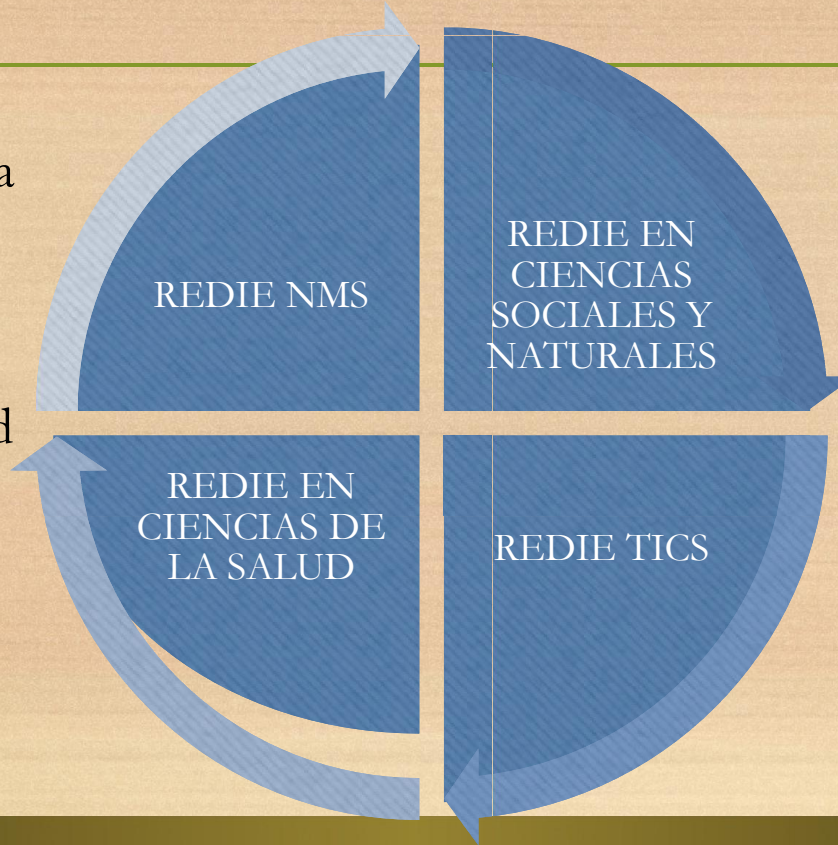 a
d
REDIE NMS
REDIE EN
CIENCIAS
SOCIALES Y
NATURALES
REDIE EN
CIENCIAS DE
LA SALUD
REDIE TICS